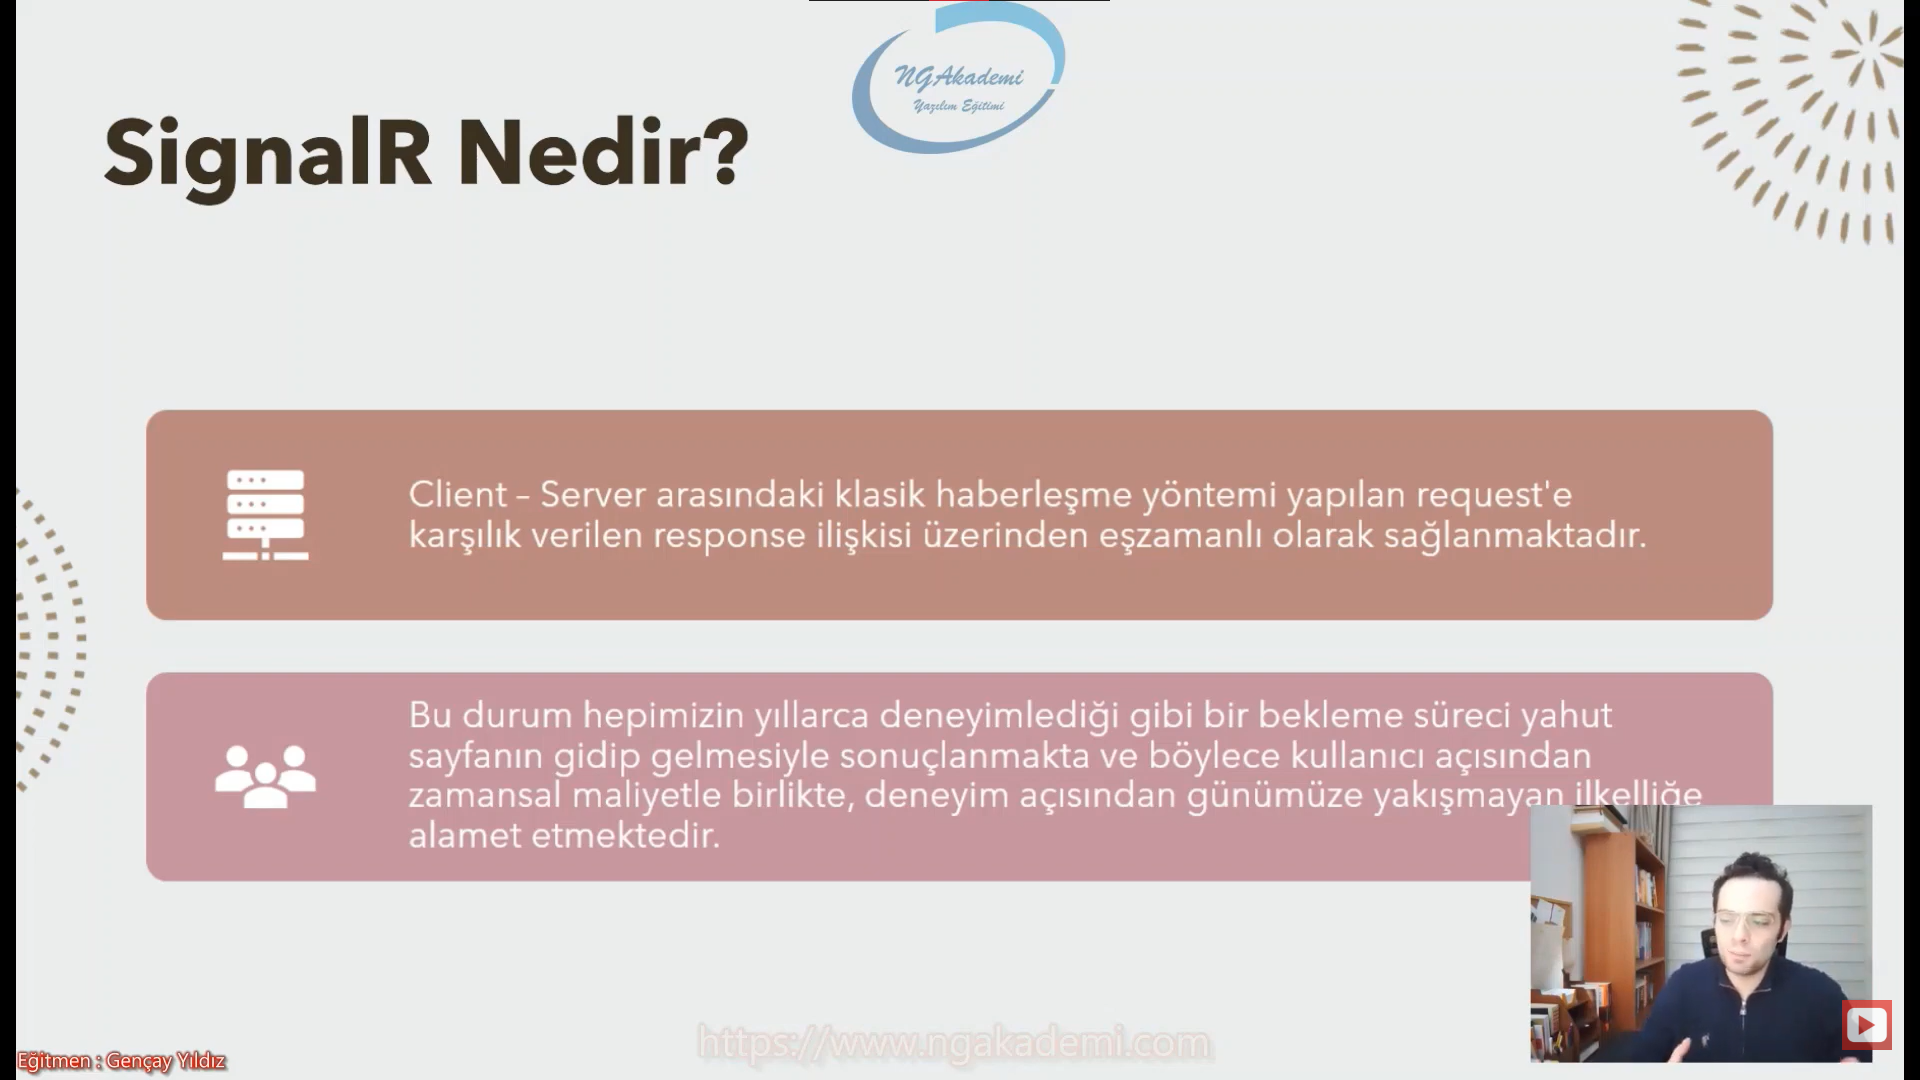 NGAkademi
Yazılım Eğitimi
SignalR Nedir?
Client – Server arasındaki klasik haberleşme yöntemi yapılan request'e
karşılık verilen response ilişkisi üzerinden eşzamanlı olarak sağlanmaktadır.
Bu durum hepimizin yıllarca deneyimlediği gibi bir bekleme süreci yahut
sayfanın gidip gelmesiyle sonuçlanmakta ve böylece kullanıcı açısından
zamansal maliyetle birlikte, deneyim açısından günümüze yakışmayan ilkelliğe
alamet etmektedir.
https://www.ngakademi.com
Eğitmen : Gençay Yıldız